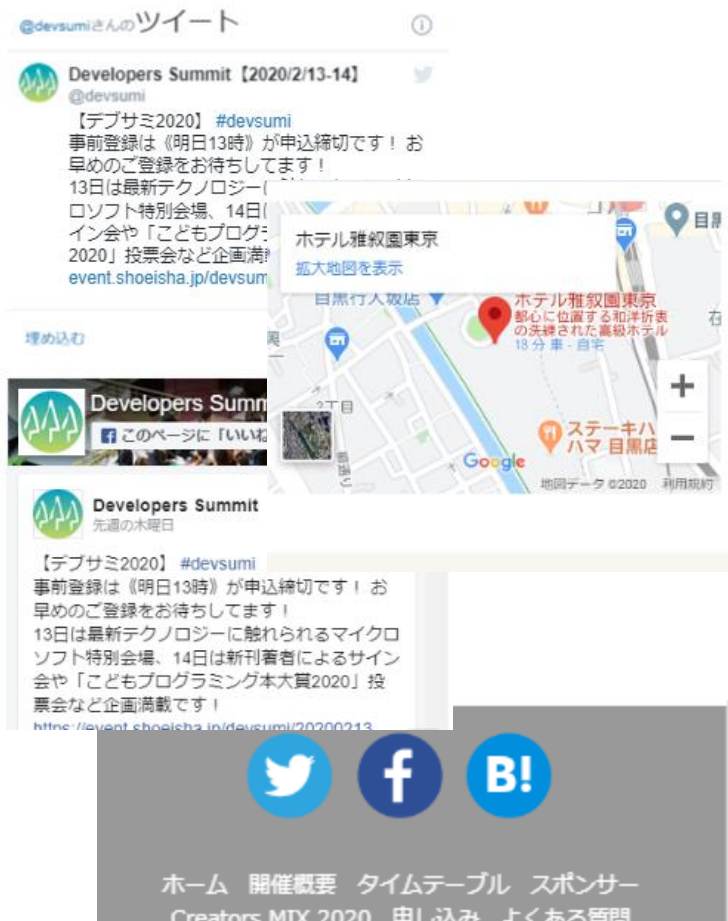 @devsumiさんのツイート
Developers Summit【2020/2/13-14】
@devsumi
【デブサミ2020】 #devsumi
事前登録は《明日13時》が申込締切です！ お
早めのご登録をお待ちしてます！
13日は最新テクノロジーに
ロソフト特別会場、14日
イン会や「こどもプログラ
2020」投票会など企画満
event.shoeisha.jp/devsum
埋め込む
ホテル雅叙園東京
拡大地図を表示
目黒行人坂店
ホテル雅叙園東京
都心に位置する和洋折衷
の洗練された高級ホテル
18 分 車 - 自宅
2丁目
ステーキハ
ハマ 目黒店
+
−
Google
地図データ ©2020 利用規約
Developers Summ
このページに「いいね
Developers Summit
先週の木曜日
【デブサミ2020】 #devsumi
事前登録は《明日13時》が申込締切です！ お
早めのご登録をお待ちしてます！
13日は最新テクノロジーに触れられるマイクロ
ソフト特別会場、14日は新刊著者によるサイン
会や「こどもプログラミング本大賞2020」投
票会など企画満載です！
https://event.shoeisha.jp/devsumi/20200213
B!
ホーム 開催概要 タイムテーブル スポンサー
Creators MIX 2020 申し込み よくある質問